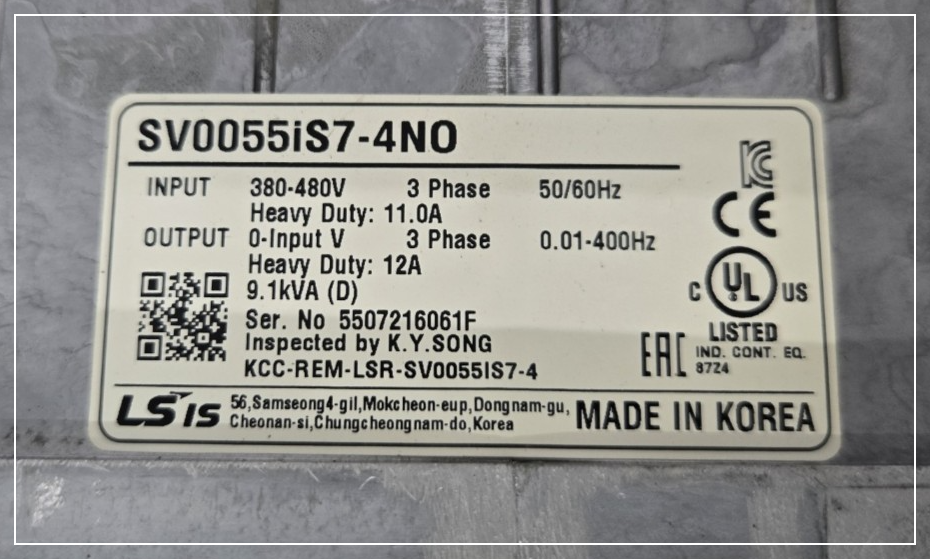 SV0055iS7-4NO
INPUT 380-480V 3 Phase 50/60Hz
Heavy Duty: 11.0A
OUTPUT 0-Input V 3 Phase 0.01-400Hz
Heavy Duty: 12A
9.1kVA (D)
Ser. No 5507216061F
Inspected by K.Y.SONG
KCC-REM-LSR-SV0055IS7-4
KC
CE
C UL US
LISTED
EAC IND. CONT. EQ.
8724
LSIS 56,Samseong4-gil,Mokcheon-eup,Dongnam-gu,
Cheonan-si,Chungcheongnam-do,Korea
MADE IN KOREA